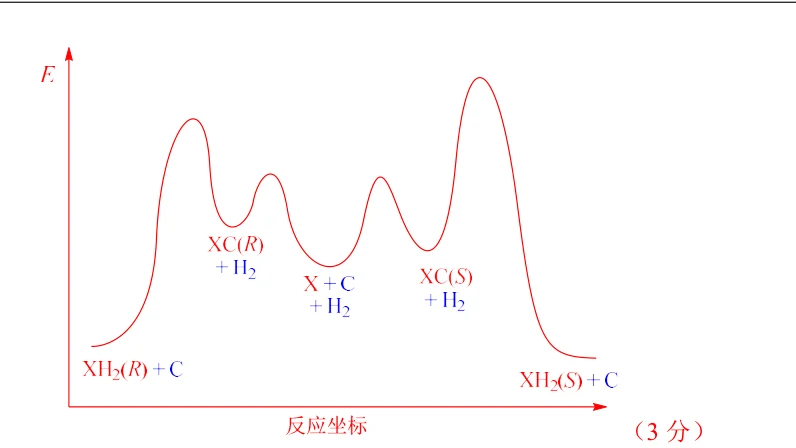 E
XC(R)
+ H₂
X + C
+ H₂
XC(S)
+ H₂
XH₂(R) + C
XH₂(S) + C
反应坐标
（3 分）